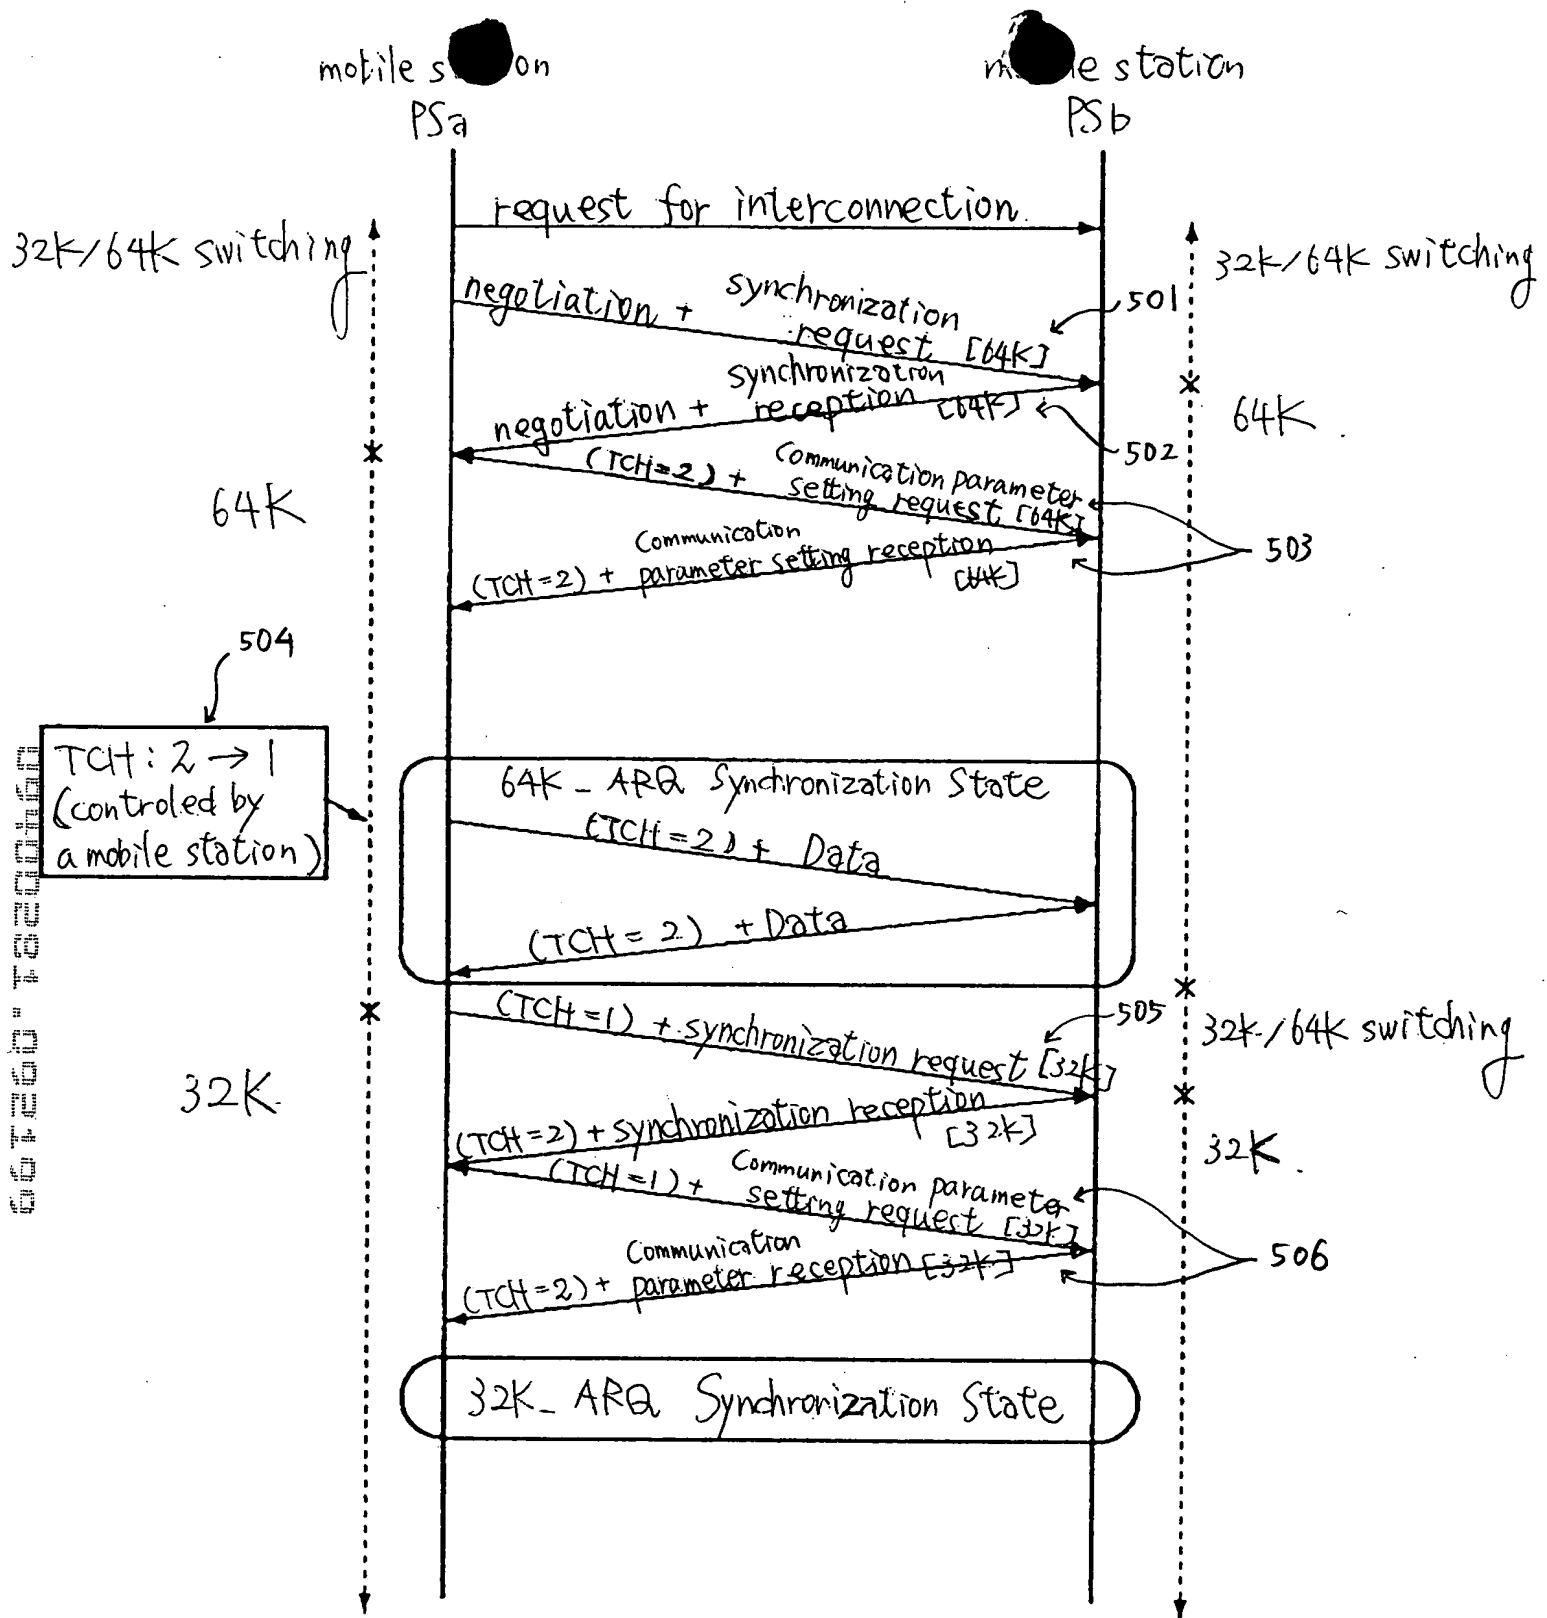 mobile s on
m e station
PSa
PSb
request for interconnection
32K/64K switching
32K/64K switching
negotiation + synchronization
request [64K]
501
synchronization
negotiation + reception [64K]
502
64K
(TCH=2) + Communication parameter
setting request [64K]
503
64K
Communication
(TCH=2) + parameter setting reception
[64K]
504
TCH : 2 → 1
(controled by
a mobile station)
64K_ARQ Synchronization State
(TCH=2) + Data
(TCH=2) + Data
(TCH=1) + synchronization request [32K]
505
32K/64K switching
32K
(TCH=2) + synchronization reception
[32K]
32K
(TCH=1) + Communication parameter
setting request [32K]
506
Communication
(TCH=2) + parameter reception [32K]
32K_ARQ Synchronization State